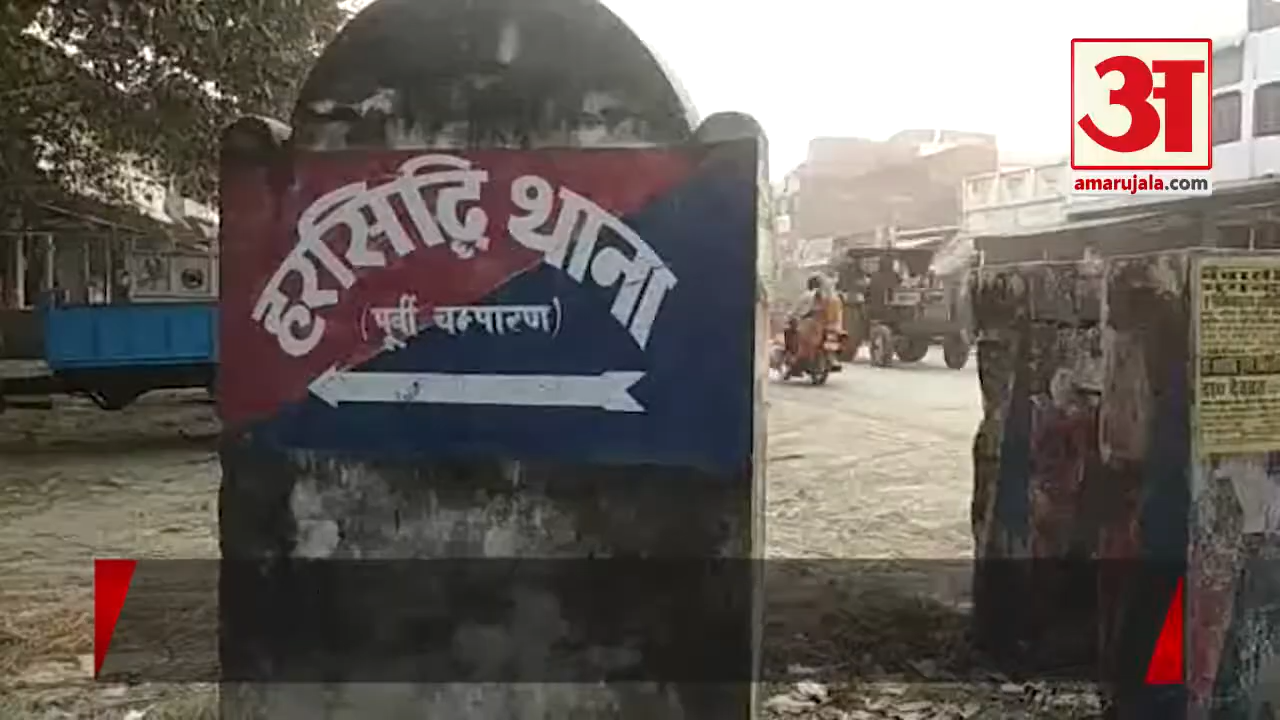 हरसिद्धि थाना
(पूर्वी चम्पारण)
अ
amarujala.com